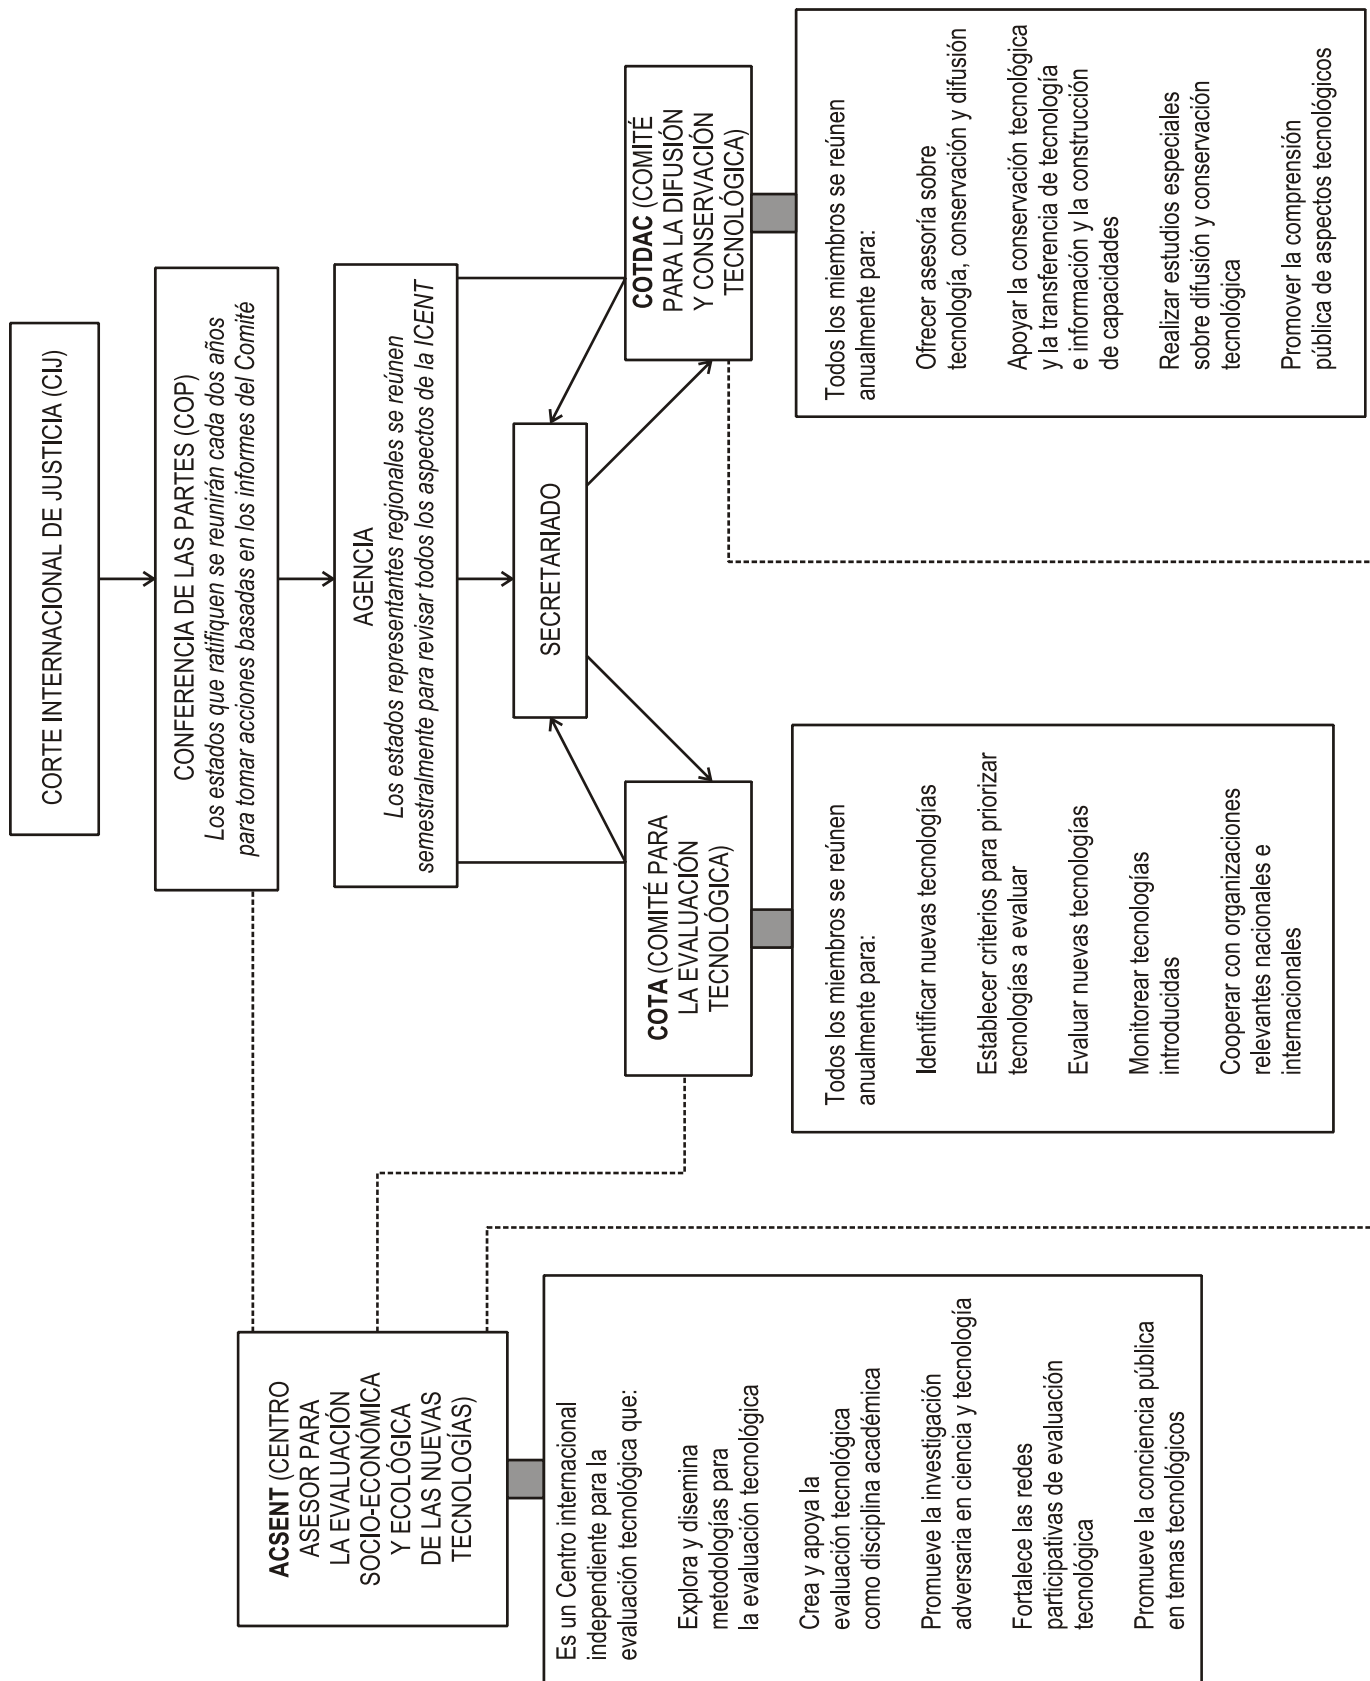 CORTE INTERNACIONAL DE JUSTICIA (CIJ)
CONFERENCIA DE LAS PARTES (COP)
Los estados que ratifiquen se reunirán cada dos años
para tomar acciones basadas en los informes del Comité
AGENCIA
Los estados representantes regionales se reúnen
semestralmente para revisar todos los aspectos de la ICENT
SECRETARIADO
ACSENT (CENTRO
ASESOR PARA
LA EVALUACIÓN
SOCIO-ECONÓMICA
Y ECOLÓGICA
DE LAS NUEVAS
TECNOLOGÍAS)
Es un Centro internacional
independiente para la
evaluación tecnológica que:
Explora y disemina
metodologías para
la evaluación tecnológica
Crea y apoya la
evaluación tecnológica
como disciplina académica
Promueve la investigación
adversaria en ciencia y tecnología
Fortalece las redes
participativas de evaluación
tecnológica
Promueve la conciencia pública
en temas tecnológicos
COTA (COMITÉ PARA
LA EVALUACIÓN
TECNOLÓGICA)
Todos los miembros se reúnen
anualmente para:
Identificar nuevas tecnologías
Establecer criterios para priorizar
tecnologías a evaluar
Evaluar nuevas tecnologías
Monitorear tecnologías
introducidas
Cooperar con organizaciones
relevantes nacionales e
internacionales
COTDAC (COMITÉ
PARA LA DIFUSIÓN
Y CONSERVACIÓN
TECNOLÓGICA)
Todos los miembros se reúnen
anualmente para:
Ofrecer asesoría sobre
tecnología, conservación y difusión
Apoyar la conservación tecnológica
y la transferencia de tecnología
e información y la construcción
de capacidades
Realizar estudios especiales
sobre difusión y conservación
tecnológica
Promover la comprensión
pública de aspectos tecnológicos